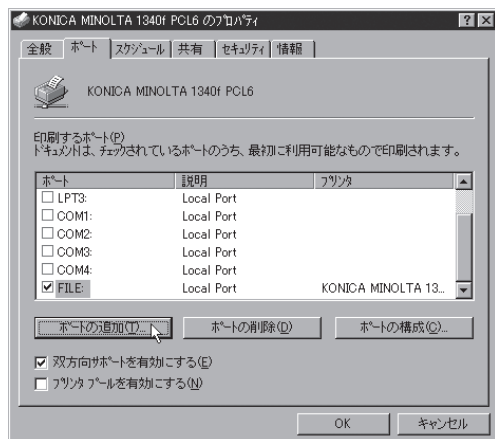 KONICA MINOLTA 1340f PCL6 のプロパティ
全般 ポート スケジュール 共有 セキュリティ 情報
KONICA MINOLTA 1340f PCL6
印刷するポート(P)
ドキュメントは、チェックされているポートのうち、最初に利用可能なもので印刷されます。
ポート 説明 プリンタ
LPT3: Local Port
COM1: Local Port
COM2: Local Port
COM3: Local Port
COM4: Local Port
FILE: Local Port KONICA MINOLTA 13...
ポートの追加(T)... ポートの削除(D) ポートの構成(C)...
双方向サポートを有効にする(E)
プリンタ プールを有効にする(N)
OK キャンセル